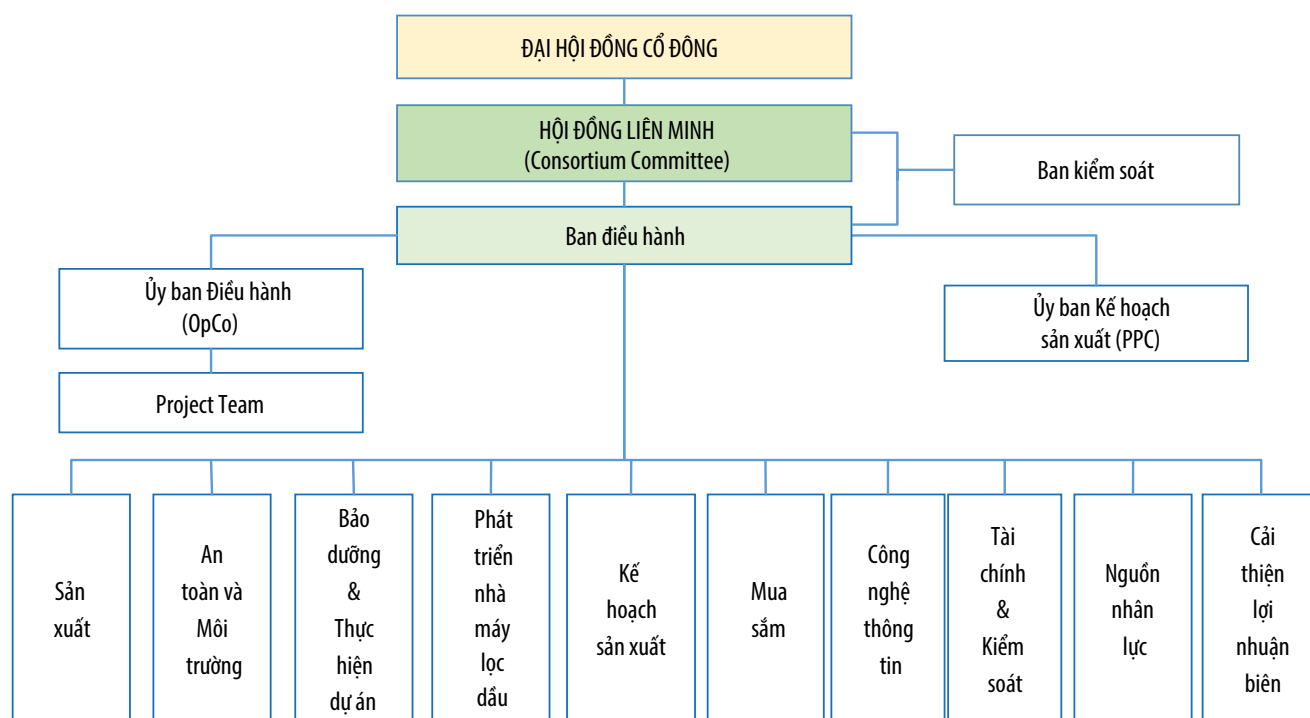 ĐẠI HỘI ĐỒNG CỔ ĐÔNG
HỘI ĐỒNG LIÊN MINH
(Consortium Committee)
Ban kiểm soát
Ban điều hành
Ủy ban Điều hành
(OpCo)
Ủy ban Kế hoạch
sản xuất (PPC)
Project Team
Sản
xuất
An
toàn và
Môi
trường
Bảo
dưỡng
&
Thực
hiện
dự án
Phát
triển
nhà
máy
lọc
dầu
Kế
hoạch
sản xuất
Mua
sắm
Công
nghệ
thông
tin
Tài
chính
&
Kiểm
soát
Nguồn
nhân
lực
Cải
thiện
lợi
nhuận
biên